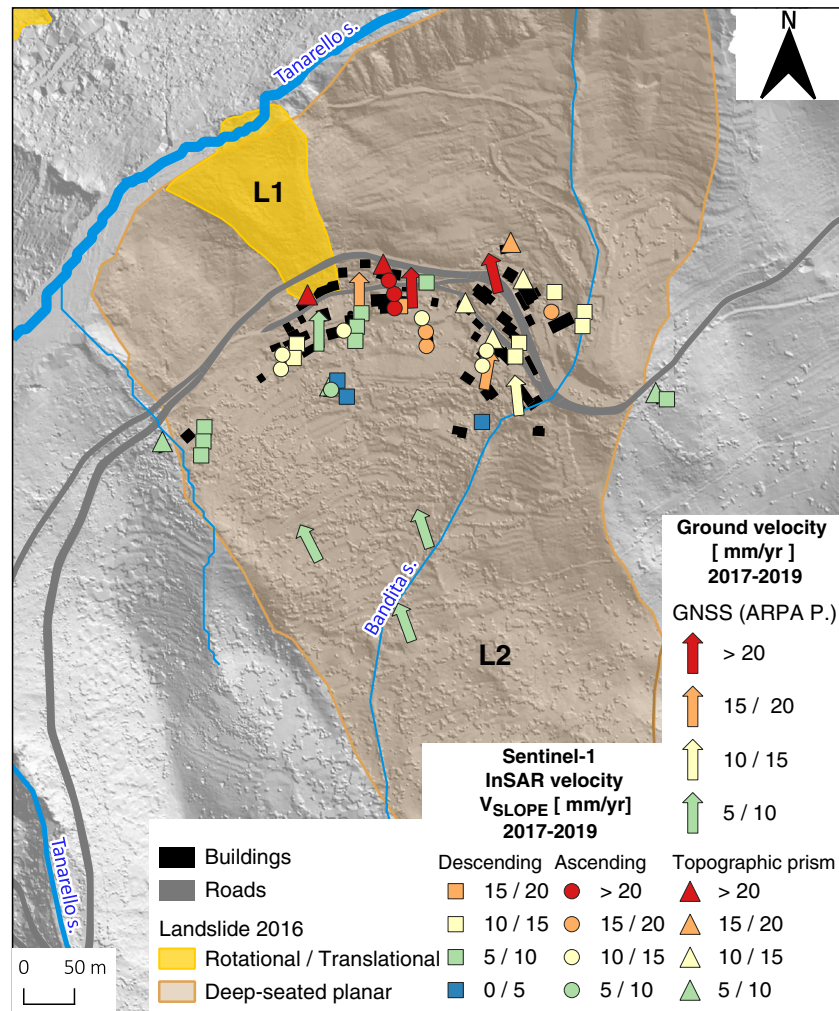 N
Tanarello s.
L1
Bandita s.
L2
Tanarello s.
Ground velocity
[ mm/yr ]
2017-2019
GNSS (ARPA P.)
> 20
15 / 20
10 / 15
5 / 10
Sentinel-1
InSAR velocity
VSLOPE [ mm/yr]
2017-2019
Descending Ascending Topographic prism
15 / 20 > 20 > 20
10 / 15 15 / 20 15 / 20
5 / 10 10 / 15 10 / 15
0 / 5 5 / 10 5 / 10
Buildings
Roads
Landslide 2016
Rotational / Translational
Deep-seated planar
0 50 m